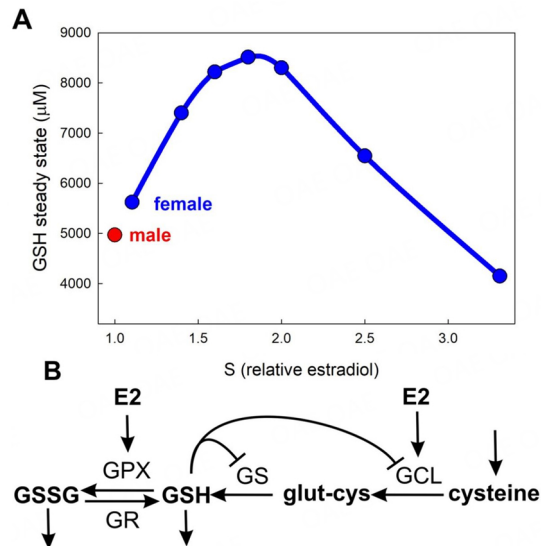 A
9000
8000
7000
6000
5000
4000
GSH steady state (μM)
female
male
1.0 1.5 2.0 2.5 3.0
S (relative estradiol)
B
E2 E2
GPX GS GCL
GSSG GSH glut-cys cysteine
GR